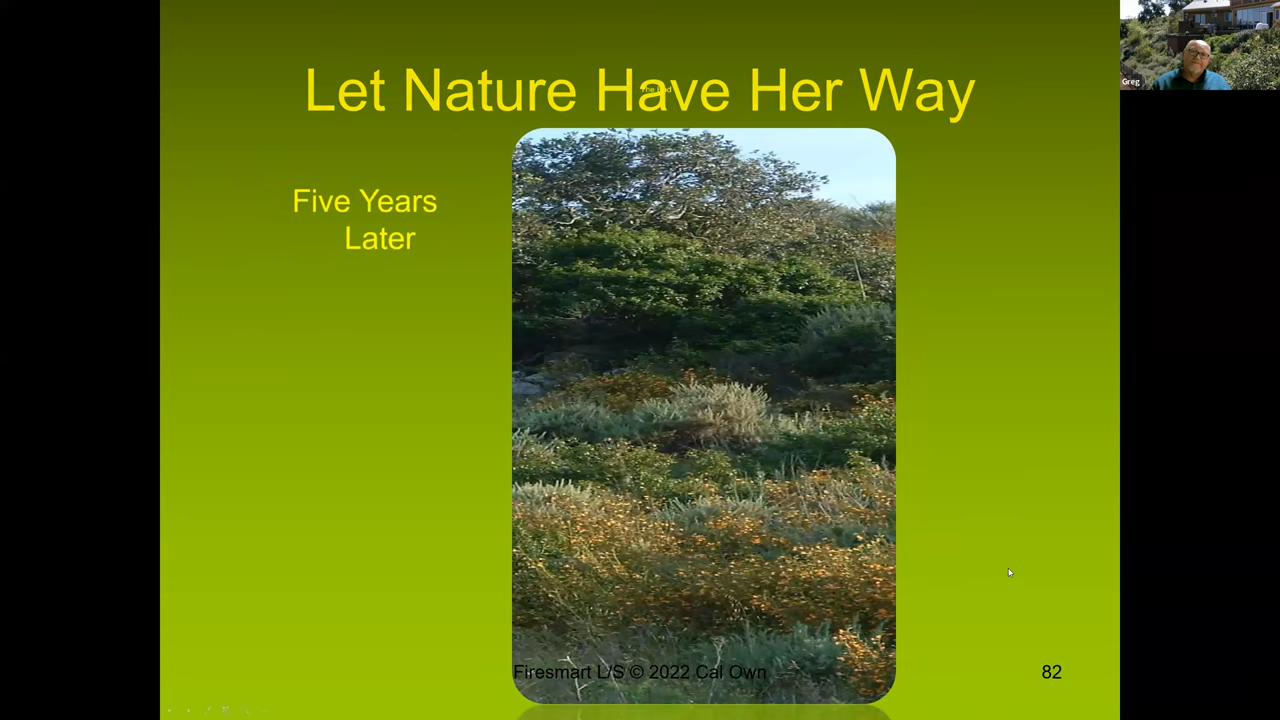 Let Nature Have Her Way
Five Years
Later
Firesmart L/S © 2022 Cal Own
82
Greg